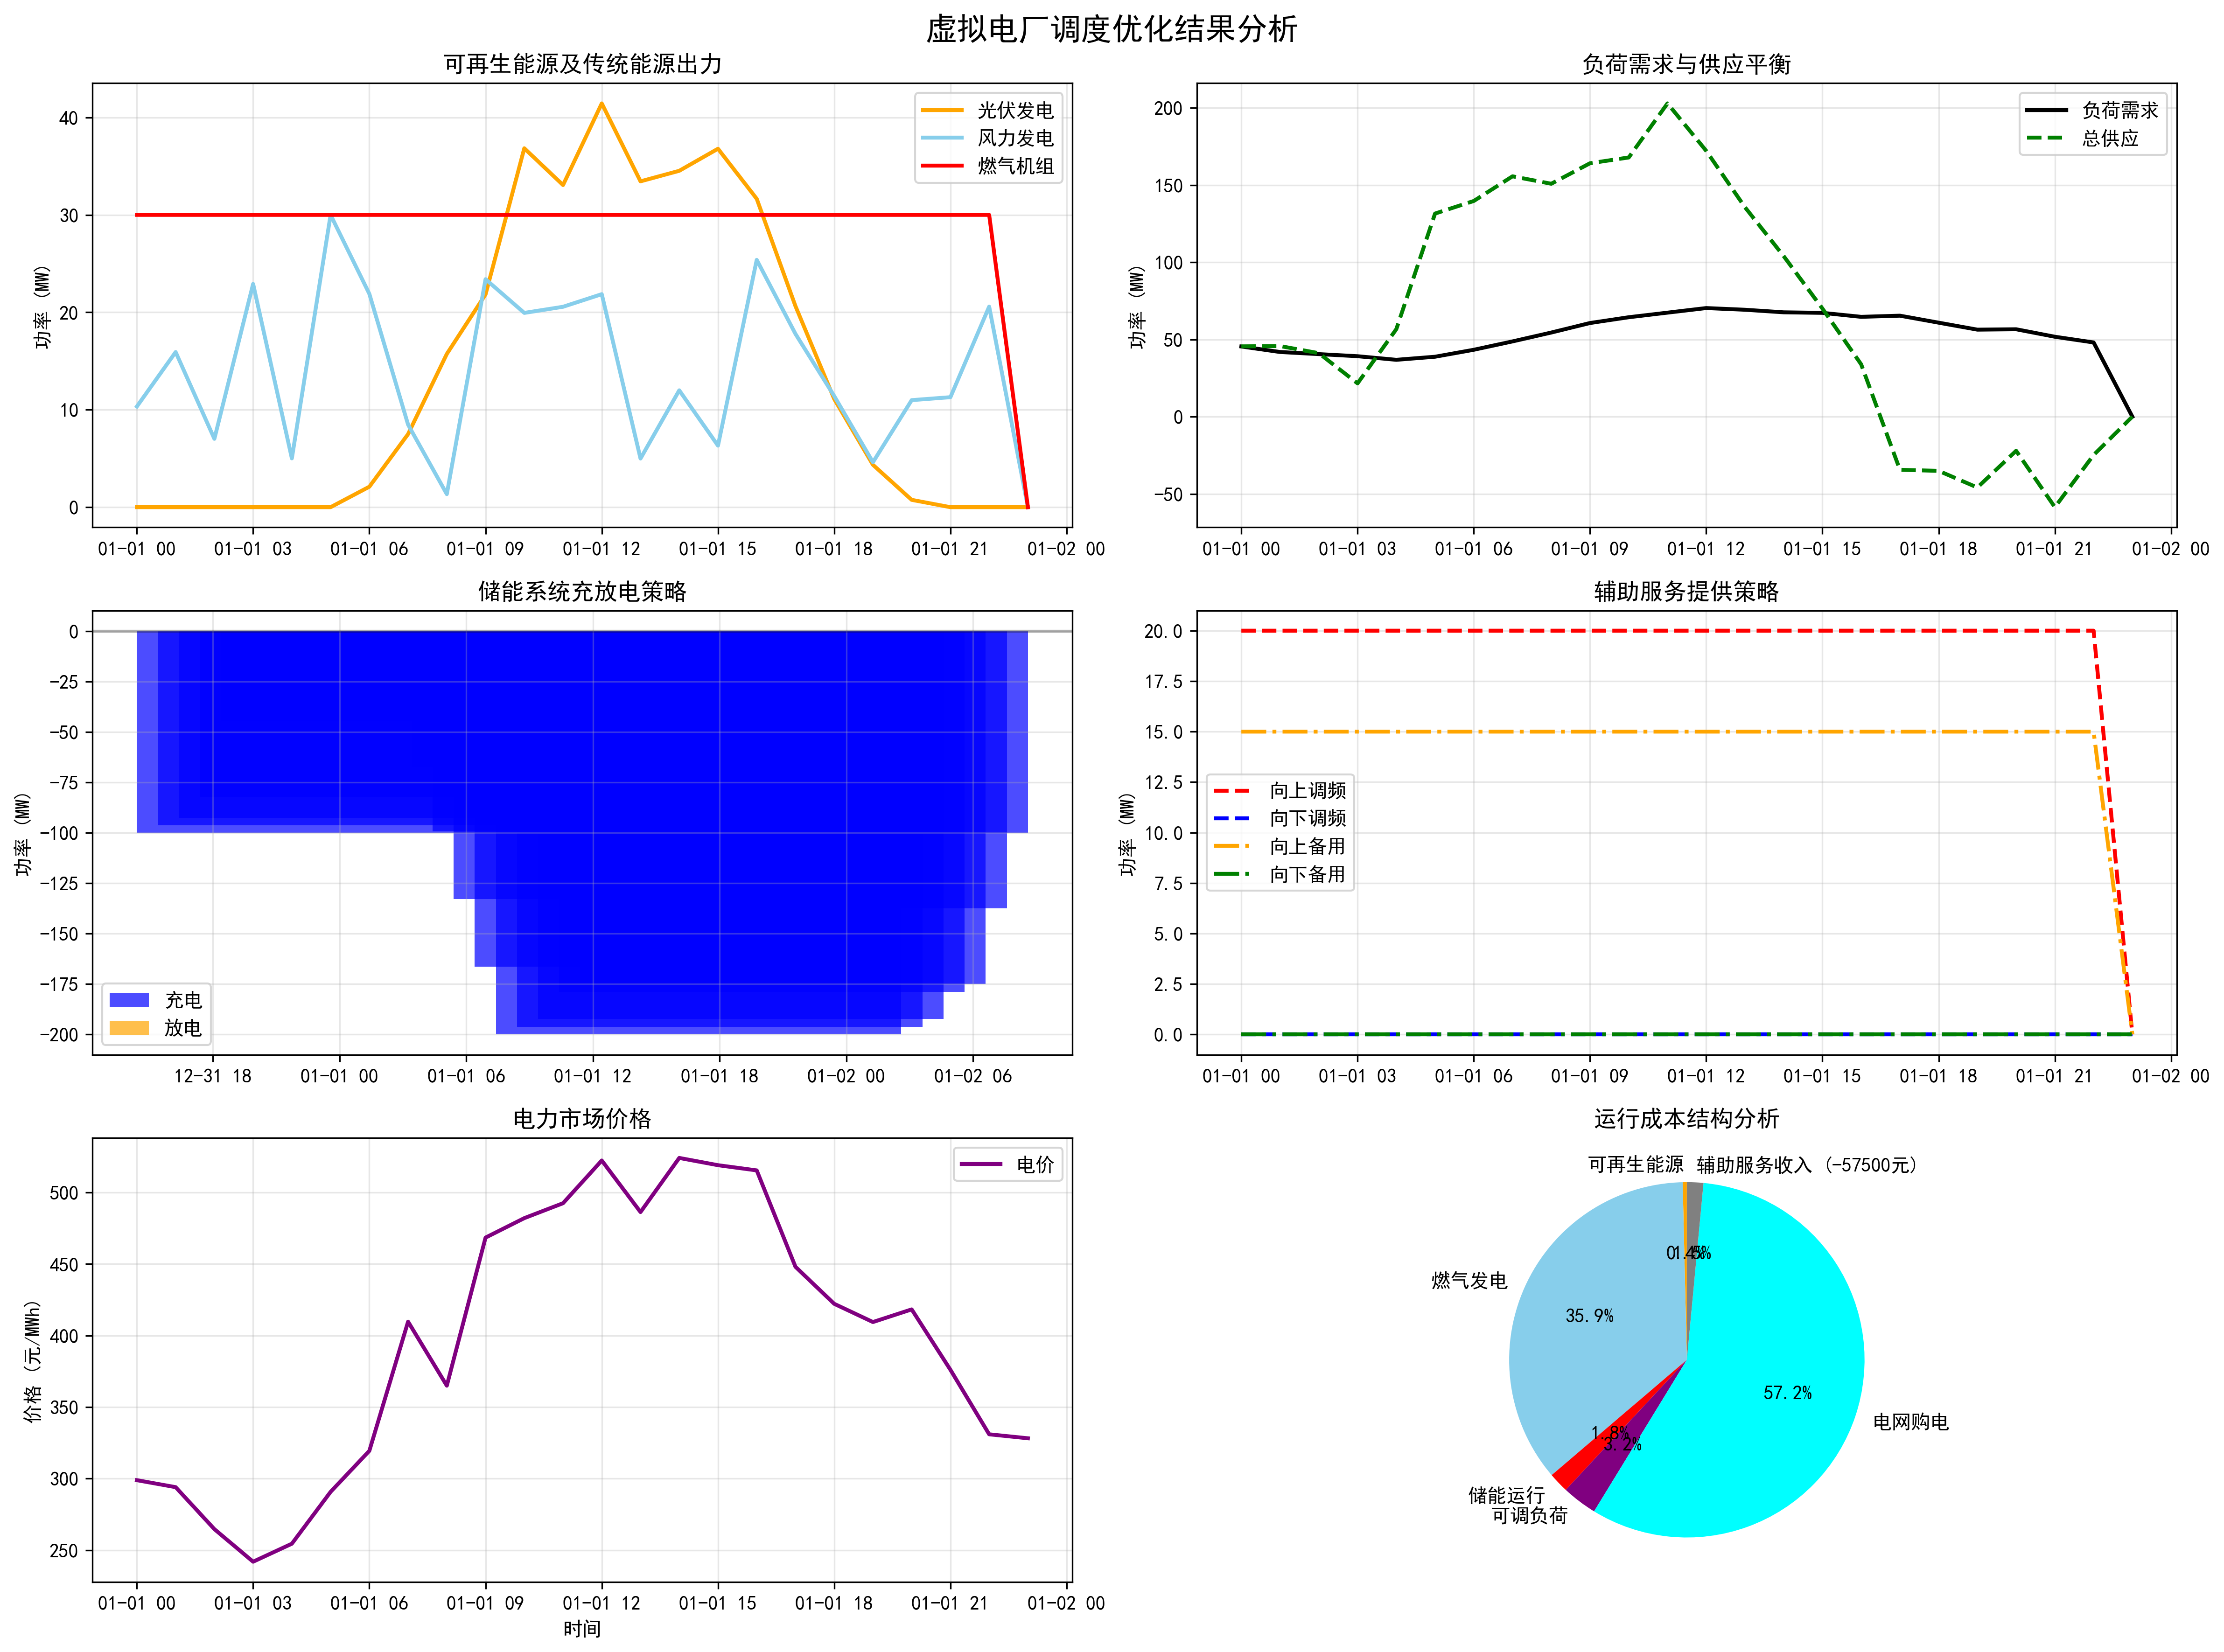 虚拟电厂调度优化结果分析
可再生能源及传统能源出力
功率 (MW)
40
30
20
10
0
光伏发电
风力发电
燃气机组
01-01 00 01-01 03 01-01 06 01-01 09 01-01 12 01-01 15 01-01 18 01-01 21 01-02 00
负荷需求与供应平衡
功率 (MW)
200
150
100
50
0
-50
负荷需求
总供应
01-01 00 01-01 03 01-01 06 01-01 09 01-01 12 01-01 15 01-01 18 01-01 21 01-02 00
储能系统充放电策略
功率 (MW)
0
-25
-50
-75
-100
-125
-150
-175
-200
充电
放电
12-31 18 01-01 00 01-01 06 01-01 12 01-01 18 01-02 00 01-02 06
辅助服务提供策略
功率 (MW)
20.0
17.5
15.0
12.5
10.0
7.5
5.0
2.5
0.0
向上调频
向下调频
向上备用
向下备用
01-01 00 01-01 03 01-01 06 01-01 09 01-01 12 01-01 15 01-01 18 01-01 21 01-02 00
电力市场价格
价格 (元/MWh)
500
450
400
350
300
250
电价
01-01 00 01-01 03 01-01 06 01-01 09 01-01 12 01-01 15 01-01 18 01-01 21 01-02 00
时间
运行成本结构分析
可再生能源 辅助服务收入 (-57500元)
燃气发电
35.9%
57.2%
电网购电
3.2%
储能运行
可调负荷